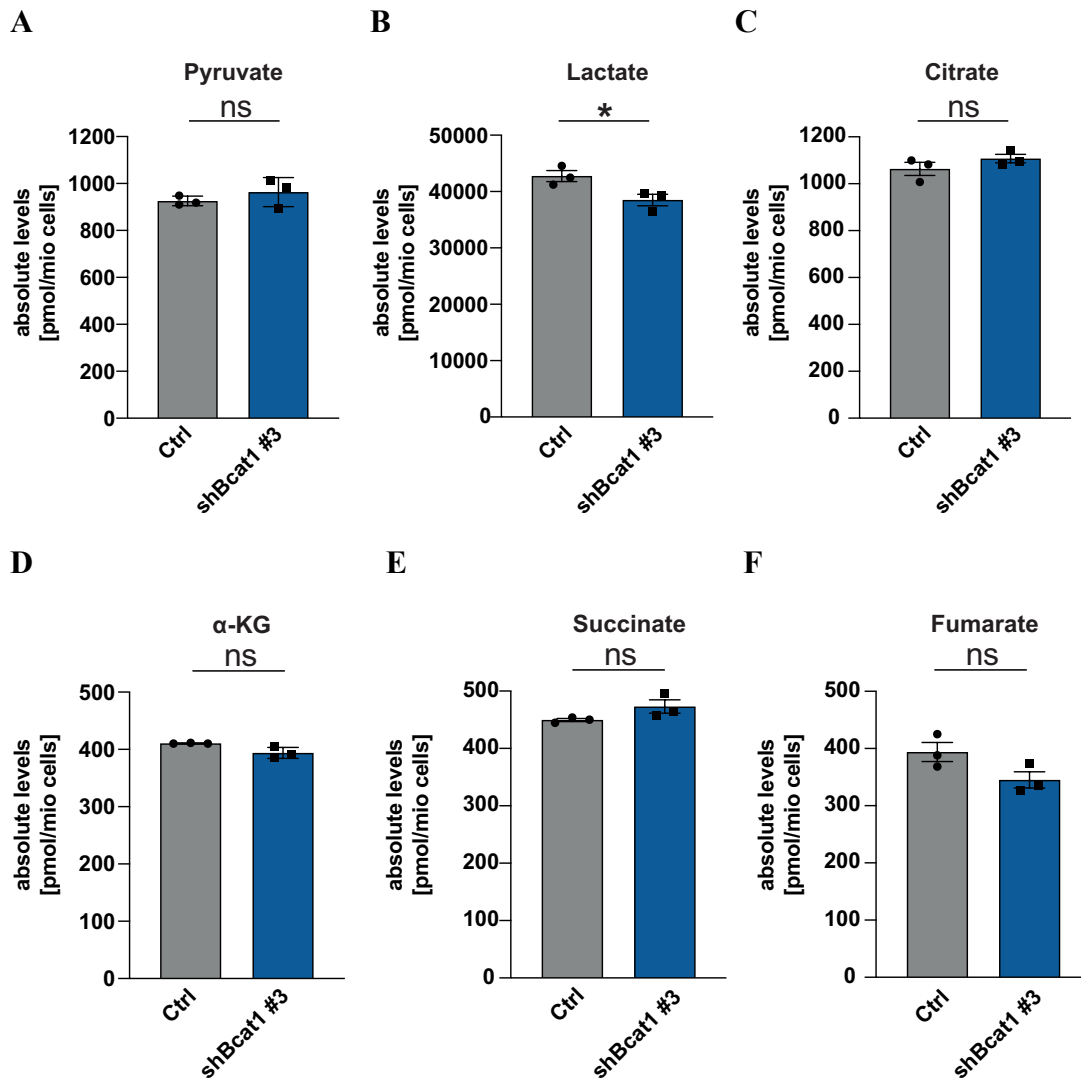 A
Pyruvate
ns
absolute levels
[pmol/mio cells]
1200
1000
800
600
400
200
0
Ctrl
shBcat1 #3
B
Lactate
*
absolute levels
[pmol/mio cells]
50000
40000
30000
20000
10000
0
Ctrl
shBcat1 #3
C
Citrate
ns
absolute levels
[pmol/mio cells]
1200
1000
800
600
400
200
0
Ctrl
shBcat1 #3
D
α-KG
ns
absolute levels
[pmol/mio cells]
500
400
300
200
100
0
Ctrl
shBcat1 #3
E
Succinate
ns
absolute levels
[pmol/mio cells]
500
400
300
200
100
0
Ctrl
shBcat1 #3
F
Fumarate
ns
absolute levels
[pmol/mio cells]
500
400
300
200
100
0
Ctrl
shBcat1 #3